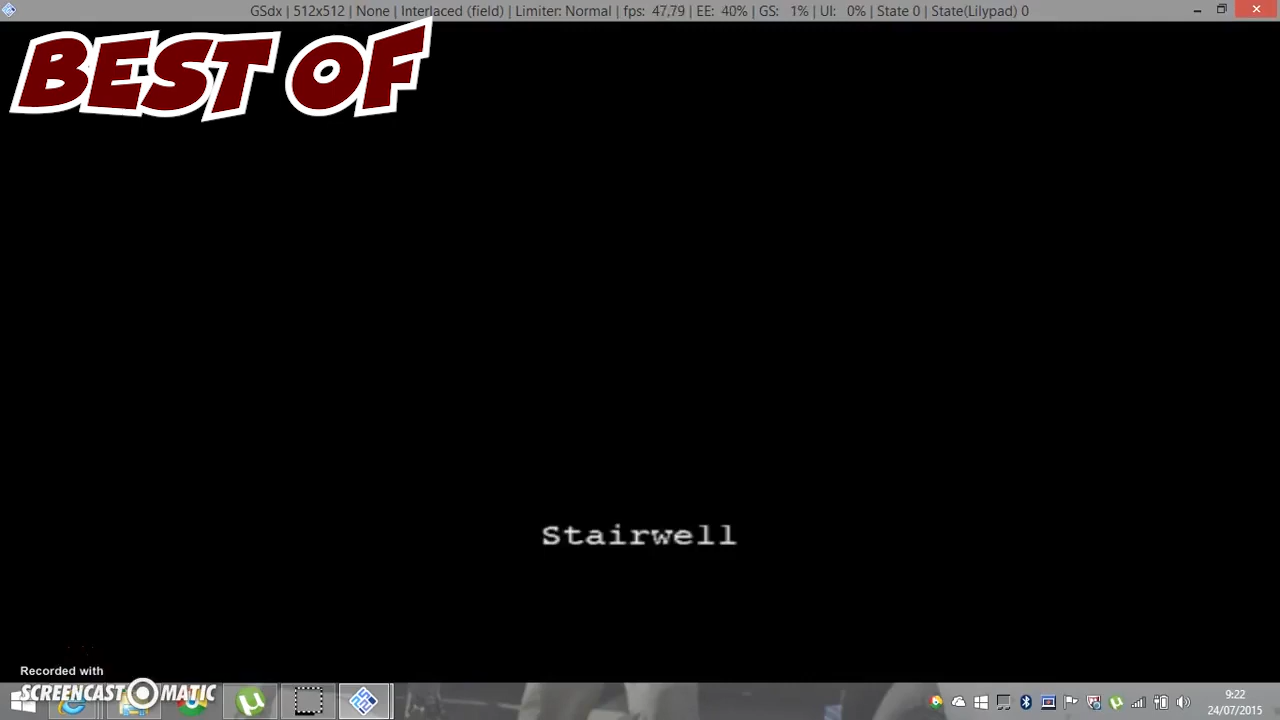 GSdx | 512x512 | None | Interlaced (field) | Limiter: Normal | fps: 47,79 | EE: 40% | GS: 1% | UI: 0% | State 0 | State(Lilypad) 0
BEST OF
Stairwell
Recorded with
SCREENCAST-O-MATIC
9:22
24/07/2015